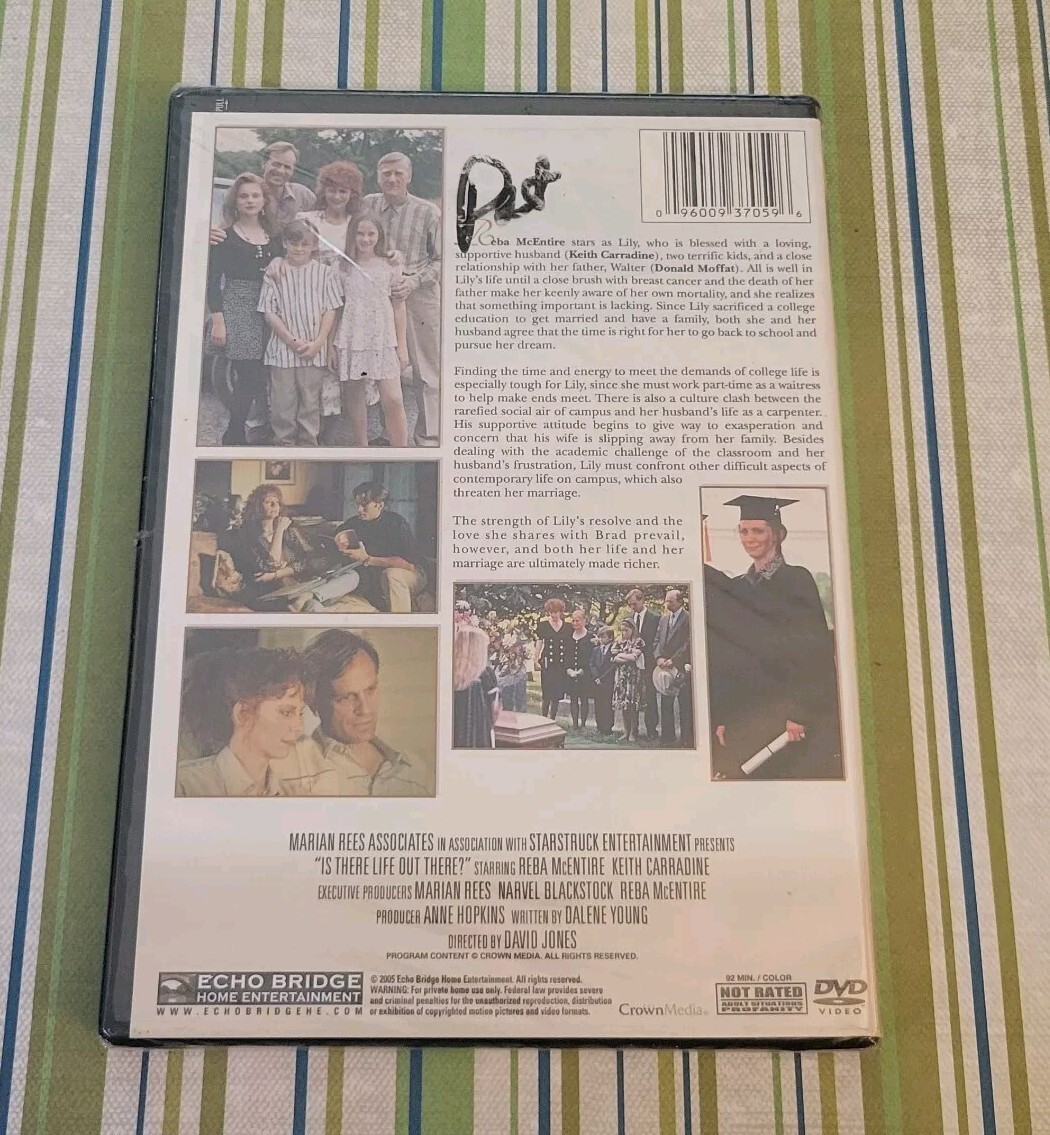 PULL
0 96009 37059 6
Reba McEntire stars as Lily, who is blessed with a loving,
supportive husband (Keith Carradine), two terrific kids, and a close
relationship with her father, Walter (Donald Moffat). All is well in
Lily's life until a close brush with breast cancer and the death of her
father make her keenly aware of her own mortality, and she realizes
that something important is lacking. Since Lily sacrificed a college
education to get married and have a family, both she and her
husband agree that the time is right for her to go back to school and
pursue her dream.
Finding the time and energy to meet the demands of college life is
especially tough for Lily, since she must work part-time as a waitress
to help make ends meet. There is also a culture clash between the
rarefied social air of campus and her husband's life as a carpenter.
His supportive attitude begins to give way to exasperation and
concern that his wife is slipping away from her family. Besides
dealing with the academic challenge of the classroom and her
husband's frustration, Lily must confront other difficult aspects of
contemporary life on campus, which also
threaten her marriage.
The strength of Lily's resolve and the
love she shares with Brad prevail,
however, and both her life and her
marriage are ultimately made richer.
MARIAN REES ASSOCIATES IN ASSOCIATION WITH STARSTRUCK ENTERTAINMENT PRESENTS
"IS THERE LIFE OUT THERE?" STARRING REBA McENTIRE KEITH CARRADINE
EXECUTIVE PRODUCERS MARIAN REES NARVEL BLACKSTOCK REBA McENTIRE
PRODUCER ANNE HOPKINS WRITTEN BY DALENE YOUNG
DIRECTED BY DAVID JONES
PROGRAM CONTENT © CROWN MEDIA. ALL RIGHTS RESERVED.
ECHO BRIDGE
HOME ENTERTAINMENT
WWW.ECHOBRIDGEHE.COM
© 2005 Echo Bridge Home Entertainment. All rights reserved.
WARNING: For private home use only. Federal law provides severe
and criminal penalties for the unauthorized reproduction, distribution
or exhibition of copyrighted motion pictures and video formats.
CrownMedia
92 MIN. / COLOR
NOT RATED
ADULT SITUATIONS
PROFANITY
DVD
VIDEO